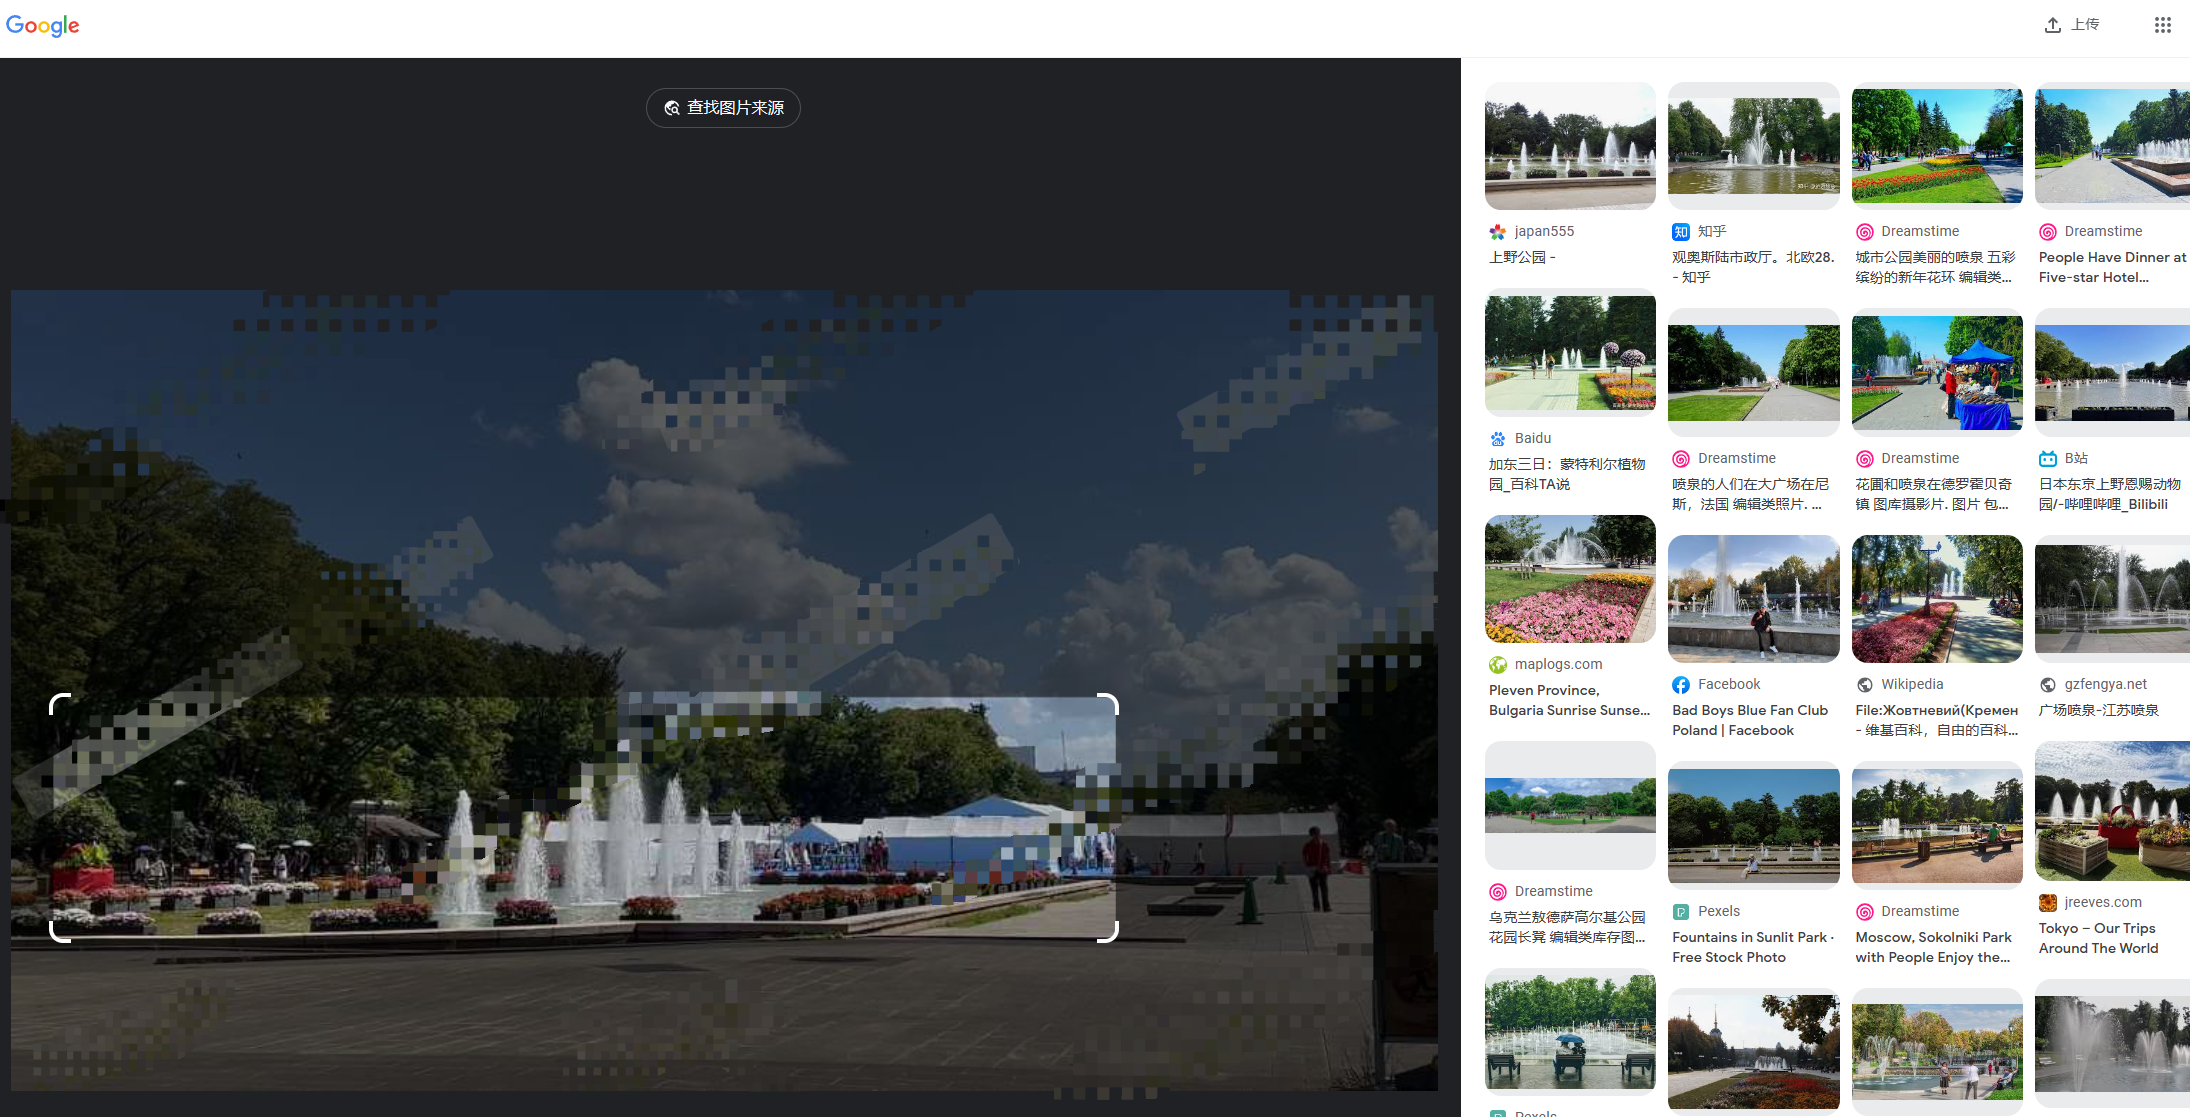 Google
上传
查找图片来源
japan555
上野公园 -
知乎
观奥斯陆市政厅。北欧28.
- 知乎
Dreamstime
城市公园美丽的喷泉 五彩
缤纷的新年花环 编辑类...
Dreamstime
People Have Dinner at
Five-star Hotel...
Baidu
加东三日：蒙特利尔植物
园_百科TA说
Dreamstime
喷泉的人们在大广场在尼
斯，法国 编辑类照片. ...
Dreamstime
花圃和喷泉在德罗霍贝奇
镇 图库摄影片. 图片 包...
B站
日本东京上野恩赐动物
园/-哔哩哔哩_Bilibili
maplogs.com
Pleven Province,
Bulgaria Sunrise Sunse...
Facebook
Bad Boys Blue Fan Club
Poland | Facebook
Wikipedia
File:Жовтневий(Кремен
- 维基百科，自由的百科...
gzfengya.net
广场喷泉-江苏喷泉
Dreamstime
乌克兰敖德萨高尔基公园
花园长凳 编辑类库存图...
Pexels
Fountains in Sunlit Park ·
Free Stock Photo
Dreamstime
Moscow, Sokolniki Park
with People Enjoy the...
jreeves.com
Tokyo – Our Trips
Around The World
Pexels